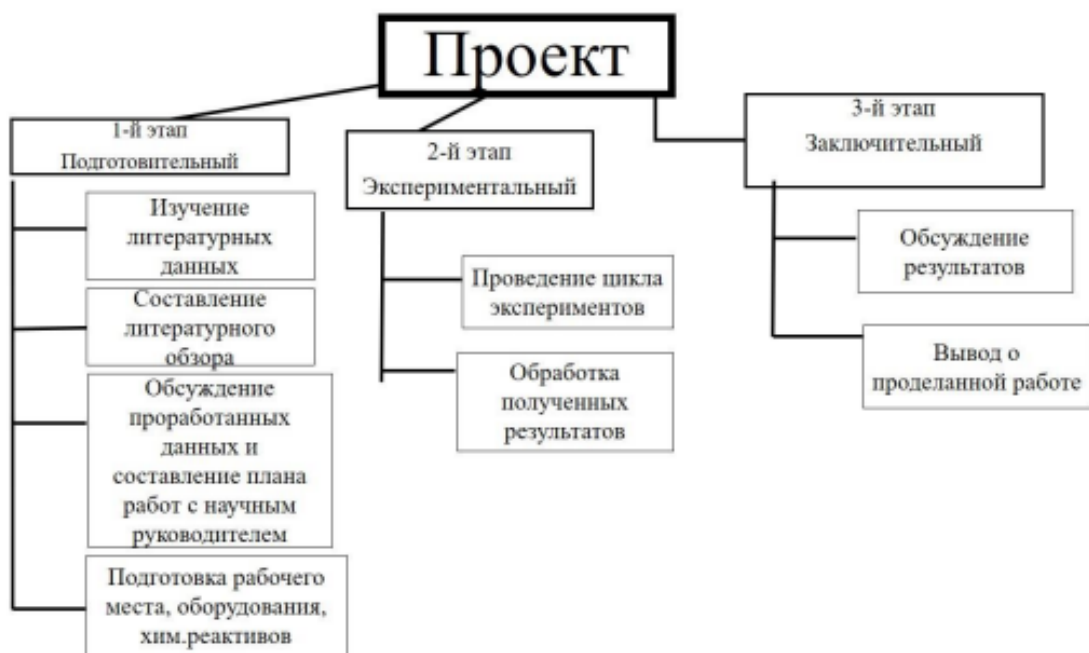 Проект
1-й этап
Подготовительный
Изучение
литературных
данных
Составление
литературного
обзора
Обсуждение
проработанных
данных и
составление плана
работ с научным
руководителем
Подготовка рабочего
места, оборудования,
хим.реактивов
2-й этап
Экспериментальный
Проведение цикла
экспериментов
Обработка
полученных
результатов
3-й этап
Заключительный
Обсуждение
результатов
Вывод о
проделанной работе